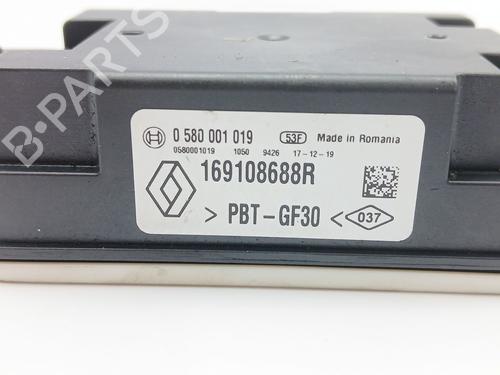 0 580 001 019 53F Made in Romania
0580001019 1050 9426 17-12-19
169108688R
> PBT-GF30 < 037
B-PARTS